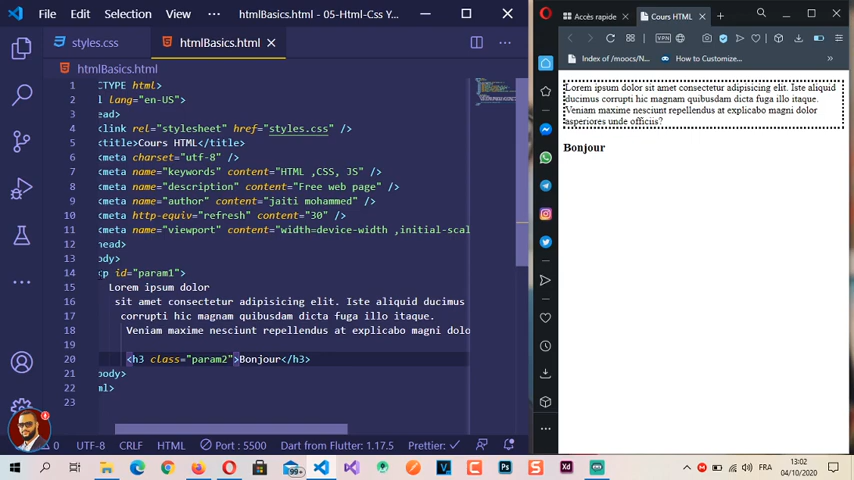 File Edit Selection View ··· htmlBasics.html - 05-Html-Css Y...
styles.css htmlBasics.html
htmlBasics.html
1 CTYPE html>
2 l lang="en-US">
3 ead>
4 <link rel="stylesheet" href="styles.css" />
5 <title>Cours HTML</title>
6 <meta charset="utf-8" />
7 <meta name="keywords" content="HTML ,CSS, JS" />
8 <meta name="description" content="Free web page" />
9 <meta name="author" content="jaiti mohammed" />
10 <meta http-equiv="refresh" content="30" />
11 <meta name="viewport" content="width=device-width ,initial-scal
12 head>
13 ody>
14 <p id="param1">
15 Lorem ipsum dolor
16 sit amet consectetur adipisicing elit. Iste aliquid
17 corrupti hic magnam quibusdam dicta fuga illo itaque.
18 Veniam maxime nesciunt repellendus at explicabo magni dolo
19
20 <h3 class="param2">Bonjour</h3>
21 body>
22 ml>
23
0 UTF-8 CRLF HTML Port : 5500 Dart from Flutter: 1.17.5 Prettier: ✓
Accès rapide Cours HTML
VPN
Index of /moocs/N... How to Customize... »
Lorem ipsum dolor sit amet consectetur adipisicing elit. Iste aliquid
ducimus corrupti hic magnam quibusdam dicta fuga illo itaque.
Veniam maxime nesciunt repellendus at explicabo magni dolor
asperiores unde officiis?
Bonjour
99+
FRA
13:02
04/10/2020